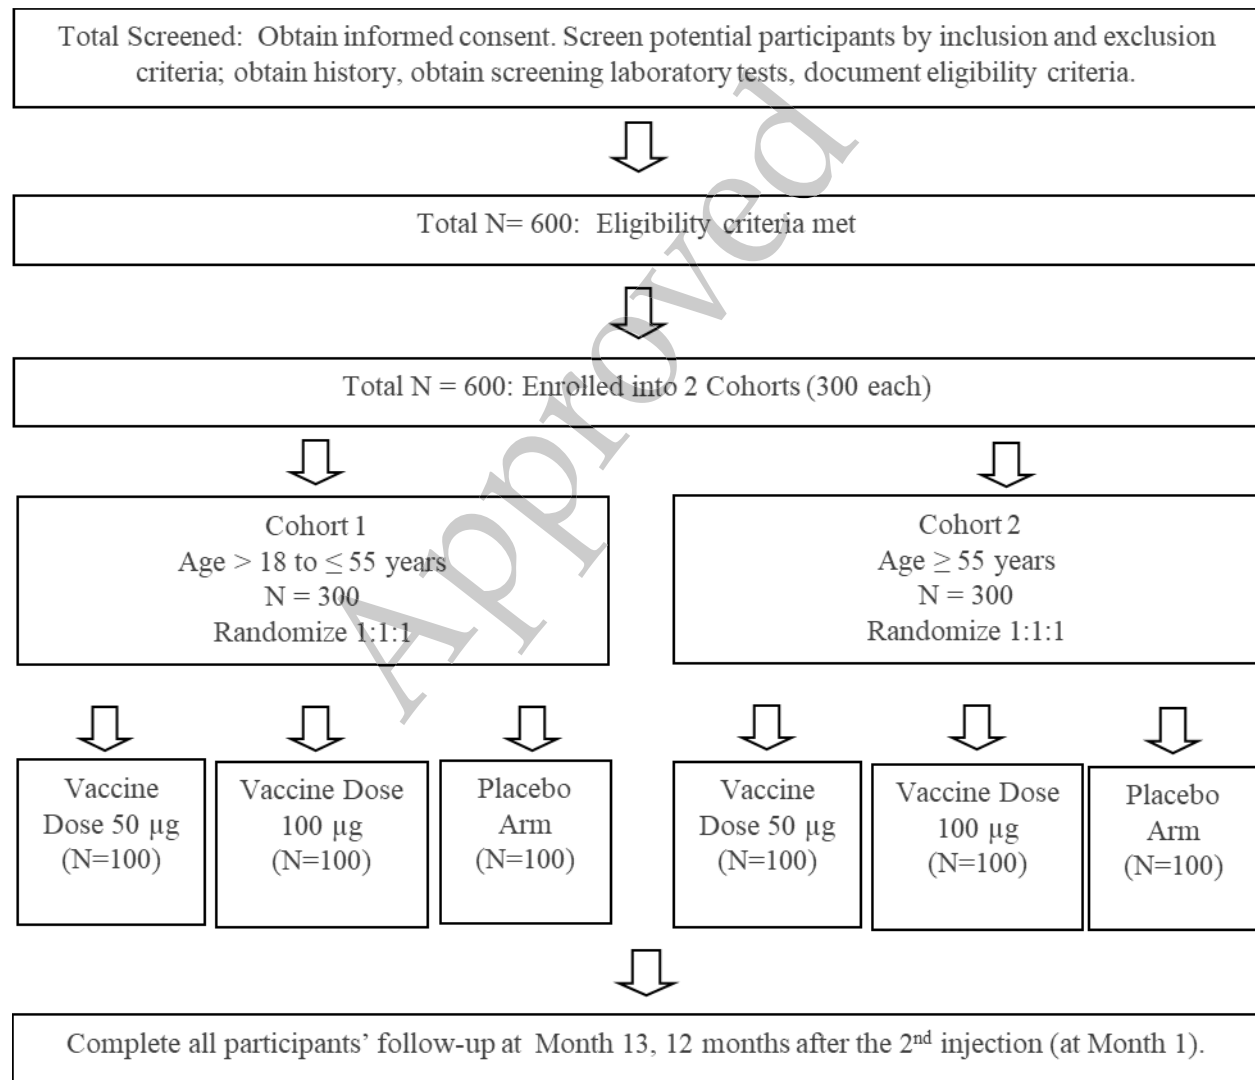 Total Screened: Obtain informed consent. Screen potential participants by inclusion and exclusion
criteria; obtain history, obtain screening laboratory tests, document eligibility criteria.
Total N= 600: Eligibility criteria met
Total N = 600: Enrolled into 2 Cohorts (300 each)
Cohort 1
Age > 18 to ≤ 55 years
N = 300
Randomize 1:1:1
Cohort 2
Age ≥ 55 years
N = 300
Randomize 1:1:1
Vaccine
Dose 50 µg
(N=100)
Vaccine Dose
100 µg
(N=100)
Placebo
Arm
(N=100)
Vaccine
Dose 50 µg
(N=100)
Vaccine Dose
100 µg
(N=100)
Placebo
Arm
(N=100)
Complete all participants’ follow-up at Month 13, 12 months after the 2nd injection (at Month 1).
Approved